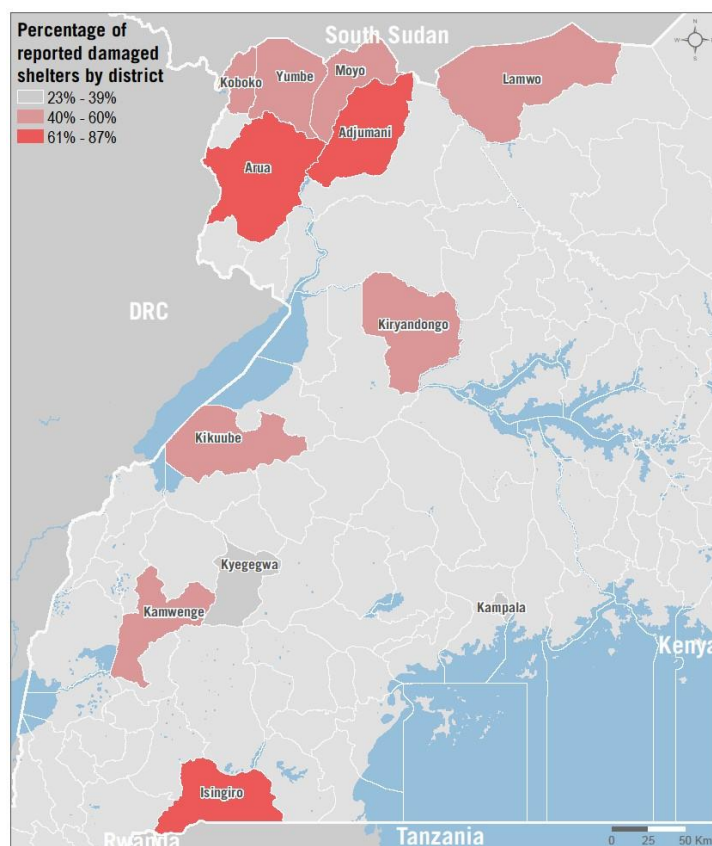 Percentage of
reported damaged
shelters by district
23% - 39%
40% - 60%
61% - 87%
South Sudan
N
W
E
S
Koboko
Yumbe
Moyo
Lamwo
Adjumani
Arua
DRC
Kiryandongo
Kikuube
Kyegegwa
Kamwenge
Kampala
Kenya
Isingiro
Rwanda
Tanzania
0 25 50 Km